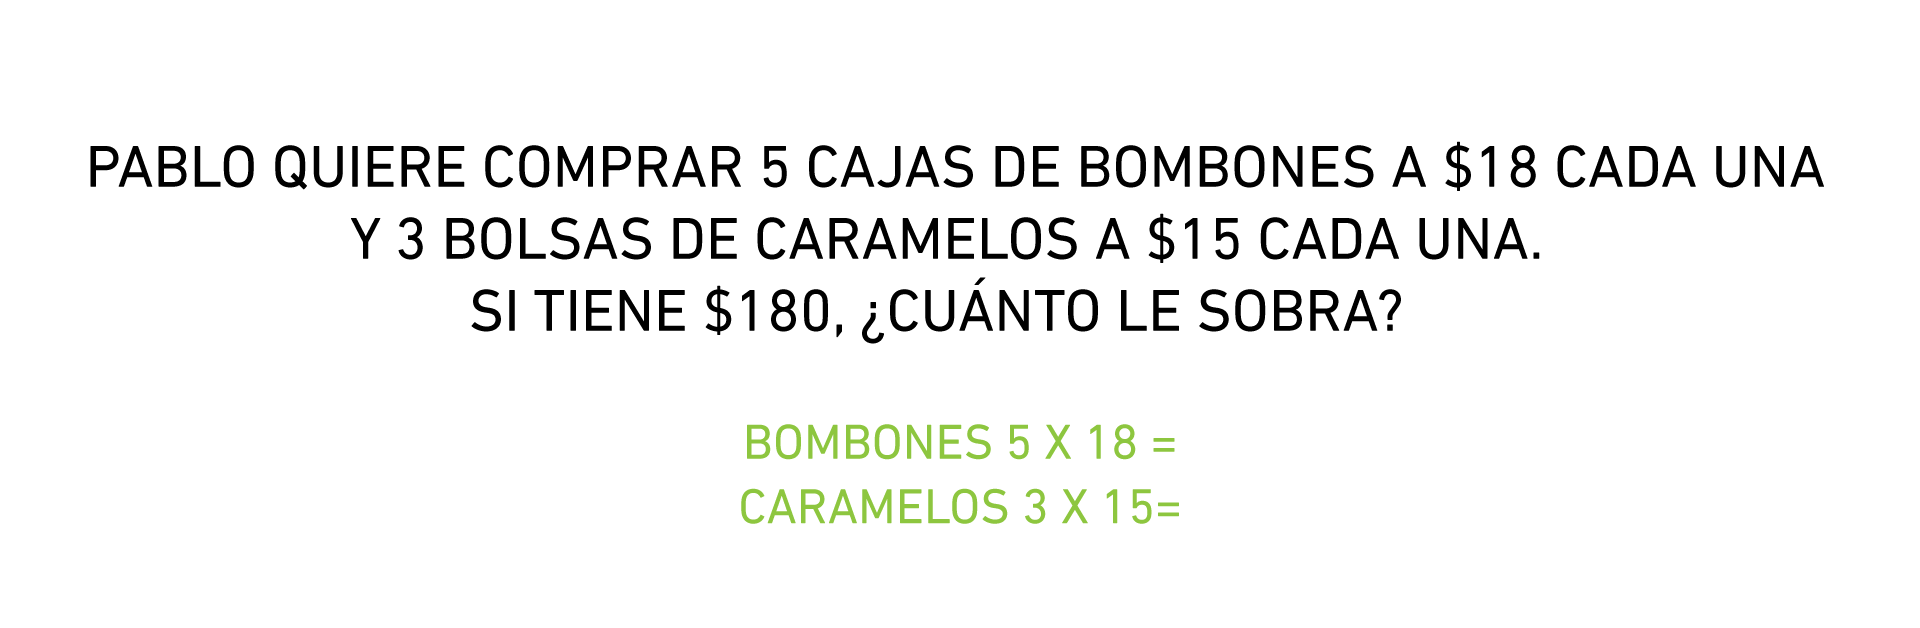 PABLO QUIERE COMPRAR 5 CAJAS DE BOMBONES A $18 CADA UNA
Y 3 BOLSAS DE CARAMELOS A $15 CADA UNA.
SI TIENE $180, ¿CUÁNTO LE SOBRA?
BOMBONES 5 X 18 =
CARAMELOS 3 X 15=